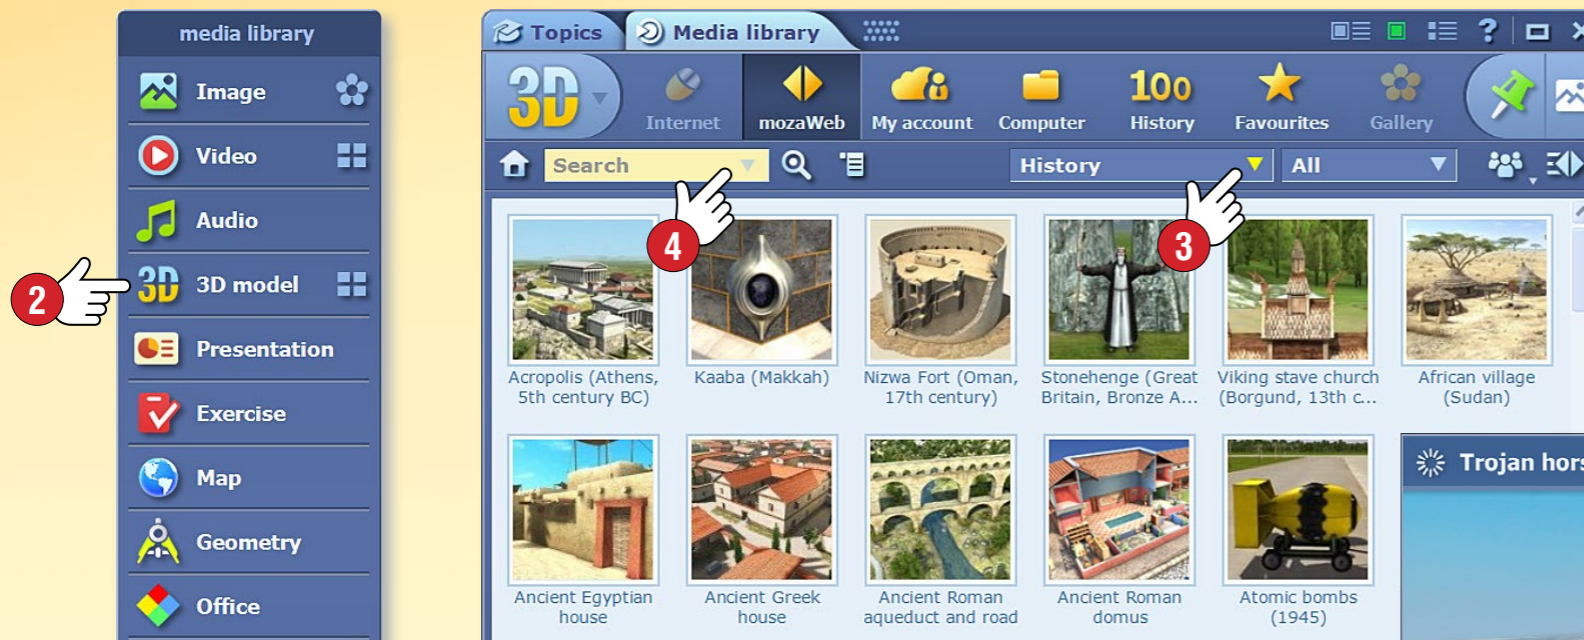 media library
Image
Video
Audio
2
3D
3D model
Presentation
Exercise
Map
Geometry
Office
Topics
Media library
?
3D
Internet
mozaWeb
My account
100
Computer
History
Favourites
Gallery
Search
History
All
4
3
Acropolis (Athens,
5th century BC)
Kaaba (Makkah)
Nizwa Fort (Oman,
17th century)
Stonehenge (Great
Britain, Bronze A...
Viking stave church
(Borgund, 13th c...
African village
(Sudan)
Ancient Egyptian
house
Ancient Greek
house
Ancient Roman
aqueduct and road
Ancient Roman
domus
Atomic bombs
(1945)
Trojan hors